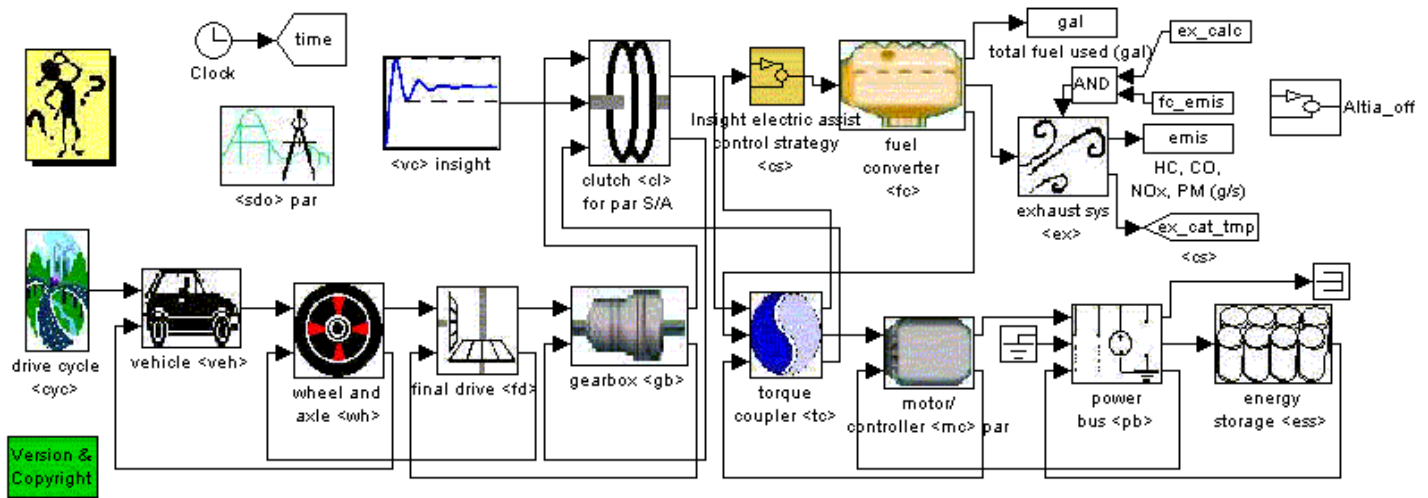 Clock
time
<sdo> par
<vc> insight
clutch <cl>
for par S/A
Insight electric assist
control strategy <cs>
fuel
converter
<fc>
gal
total fuel used (gal)
ex_calc
AND
fc_emis
emis
HC, CO,
NOx, PM (g/s)
exhaust sys
<ex>
ex_cat_tmp
<cs>
Altia_off
drive cycle
<cyc>
vehicle <veh>
wheel and
axle <wh>
final drive <fd>
gearbox <gb>
torque
coupler <tc>
motor/
controller <mc> par
power
bus <pb>
energy
storage <ess>
Version &
Copyright